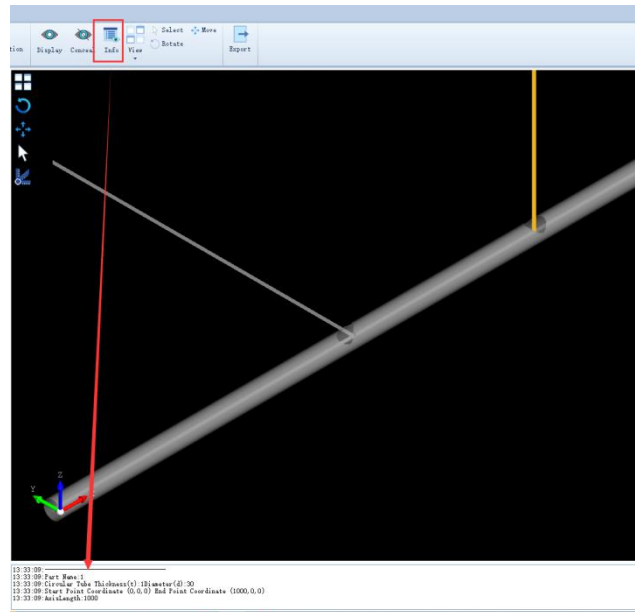 tion Display Conceal Info View Select Move
Rotate
Export
Z
Y
13:33:09:
13:33:09:Part Name:1
13:33:09:Circular Tube Thickness(t):1Diameter(d):30
13:33:09:Start Point Coordinate (0,0,0) End Point Coordinate (1000,0,0)
13:33:09:AxisLength:1000